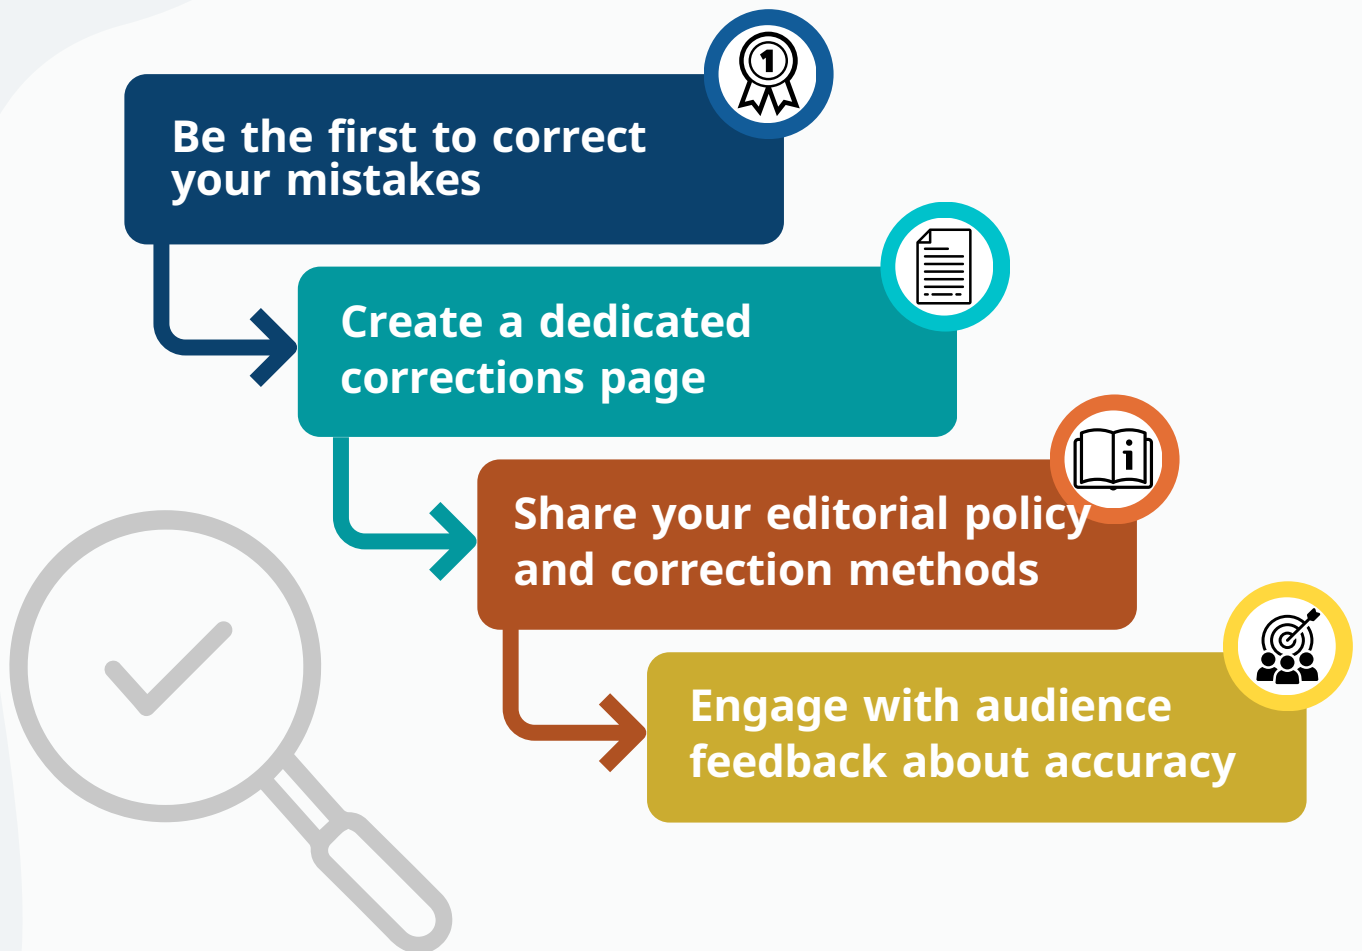 1
Be the first to correct
your mistakes
Create a dedicated
corrections page
i
Share your editorial policy
and correction methods
Engage with audience
feedback about accuracy